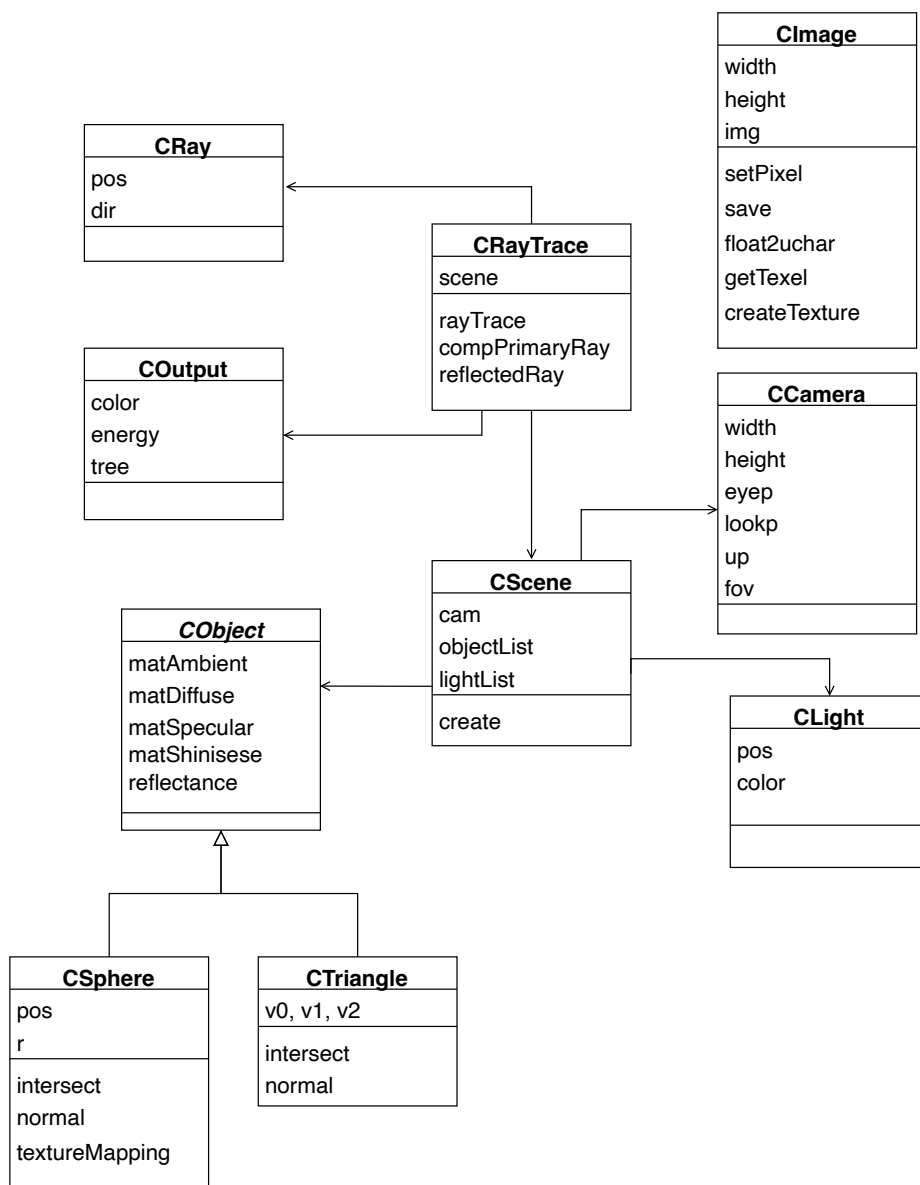 CImage
width
height
img
setPixel
save
float2uchar
getTexel
createTexture
CRay
pos
dir
CRayTrace
scene
rayTrace
compPrimaryRay
reflectedRay
COutput
color
energy
tree
CCamera
width
height
eyep
lookp
up
fov
CScene
cam
objectList
lightList
create
CObject
matAmbient
matDiffuse
matSpecular
matShinisese
reflectance
CLight
pos
color
CSphere
pos
r
intersect
normal
textureMapping
CTriangle
v0, v1, v2
intersect
normal